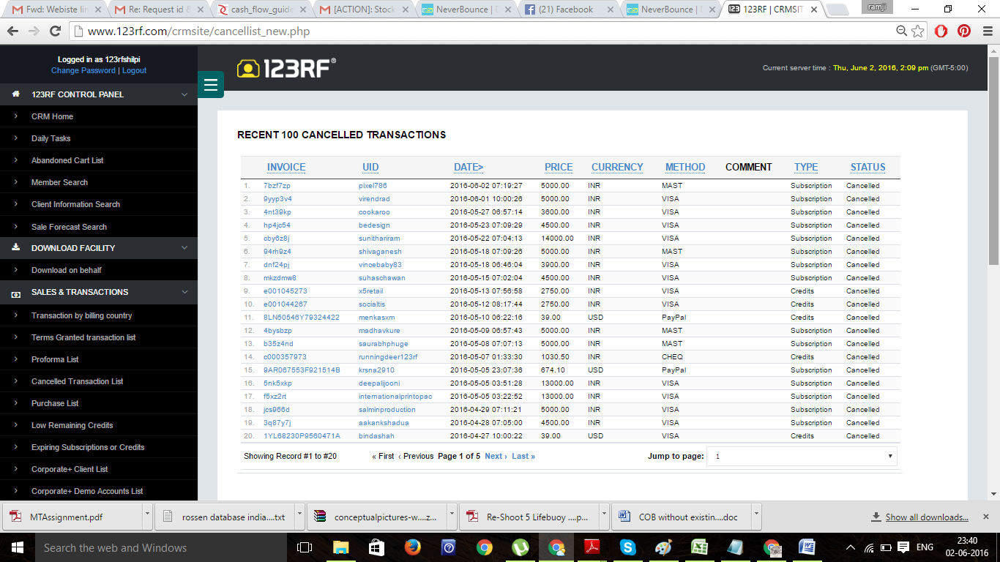 Fwd: Webiste lin
Re: Request id &
cash_flow_guide
[ACTION]: Stock
NeverBounce | D
(21) Facebook
NeverBounce | D
123RF | CRMSIT
ramji
www.123rf.com/crmsite/cancellist_new.php
Logged in as 123rfshilpi
Change Password | Logout
123RF CONTROL PANEL
CRM Home
Daily Tasks
Abandoned Cart List
Member Search
Client Information Search
Sale Forecast Search
DOWNLOAD FACILITY
Download on behalf
SALES & TRANSACTIONS
Transaction by billing country
Terms Granted transaction list
Proforma List
Cancelled Transaction List
Purchase List
Low Remaining Credits
Expiring Subscriptions or Credits
Corporate+ Client List
Corporate+ Demo Accounts List
123RF®
Current server time : Thu, June 2, 2016, 2:09 pm (GMT-5:00)
RECENT 100 CANCELLED TRANSACTIONS
INVOICE UID DATE> PRICE CURRENCY METHOD COMMENT TYPE STATUS
1. 7bzf7zp pixel786 2016-06-02 07:19:27 5000.00 INR MAST Subscription Cancelled
2. 9yyp3v4 virendrad 2016-06-01 10:00:26 5000.00 INR VISA Subscription Cancelled
3. 4nt39kp cookaroo 2016-05-27 06:57:14 3600.00 INR VISA Subscription Cancelled
4. hp4jc54 bedesign 2016-05-23 07:09:29 4500.00 INR VISA Subscription Cancelled
5. cby6z8j sunithariram 2016-05-22 07:04:13 14000.00 INR VISA Subscription Cancelled
6. 94rh9z4 shivaganesh 2016-05-18 07:09:26 5000.00 INR MAST Subscription Cancelled
7. dnf24pj vincebaby83 2016-05-18 06:46:04 3900.00 INR VISA Subscription Cancelled
8. mkzdmw8 suhaschawan 2016-05-15 07:02:04 4500.00 INR VISA Subscription Cancelled
9. e001045273 x5retail 2016-05-13 07:56:58 2750.00 INR VISA Credits Cancelled
10. e001044267 socialtis 2016-05-12 08:17:44 2750.00 INR VISA Credits Cancelled
11. 8LN50546Y79324422 menkasxm 2016-05-10 06:22:16 39.00 USD PayPal Credits Cancelled
12. 4bysbzp madhavkure 2016-05-09 06:57:43 5000.00 INR MAST Subscription Cancelled
13. b35z4nd saurabhphuge 2016-05-08 07:07:13 5000.00 INR MAST Subscription Cancelled
14. c000357973 runningdeer123rf 2016-05-07 01:33:30 1030.50 INR CHEQ Credits Cancelled
15. 9AR067553F921514B krsna2910 2016-05-05 23:07:36 674.10 USD PayPal Subscription Cancelled
16. 5nk5xkp deepalijooni 2016-05-05 03:51:28 13000.00 INR VISA Subscription Cancelled
17. f5xz2rt internationalprintopac 2016-05-05 03:22:52 13000.00 INR VISA Subscription Cancelled
18. jcs966d salminproduction 2016-04-29 07:11:21 5000.00 INR VISA Subscription Cancelled
19. 3q87y7j aakankshadua 2016-04-28 07:05:00 4500.00 INR VISA Subscription Cancelled
20. 1YL68230P9560471A bindashah 2016-04-27 10:00:22 39.00 USD VISA Credits Cancelled
Showing Record #1 to #20 « First ‹ Previous Page 1 of 5 Next › Last » Jump to page: 1
MTAssignment.pdf
rossen database india....txt
conceptualpictures-w....z...
Re-Shoot 5 Lifebuoy ....p...
COB without existin....doc
Show all downloads...
Search the web and Windows
ENG
23:40
02-06-2016